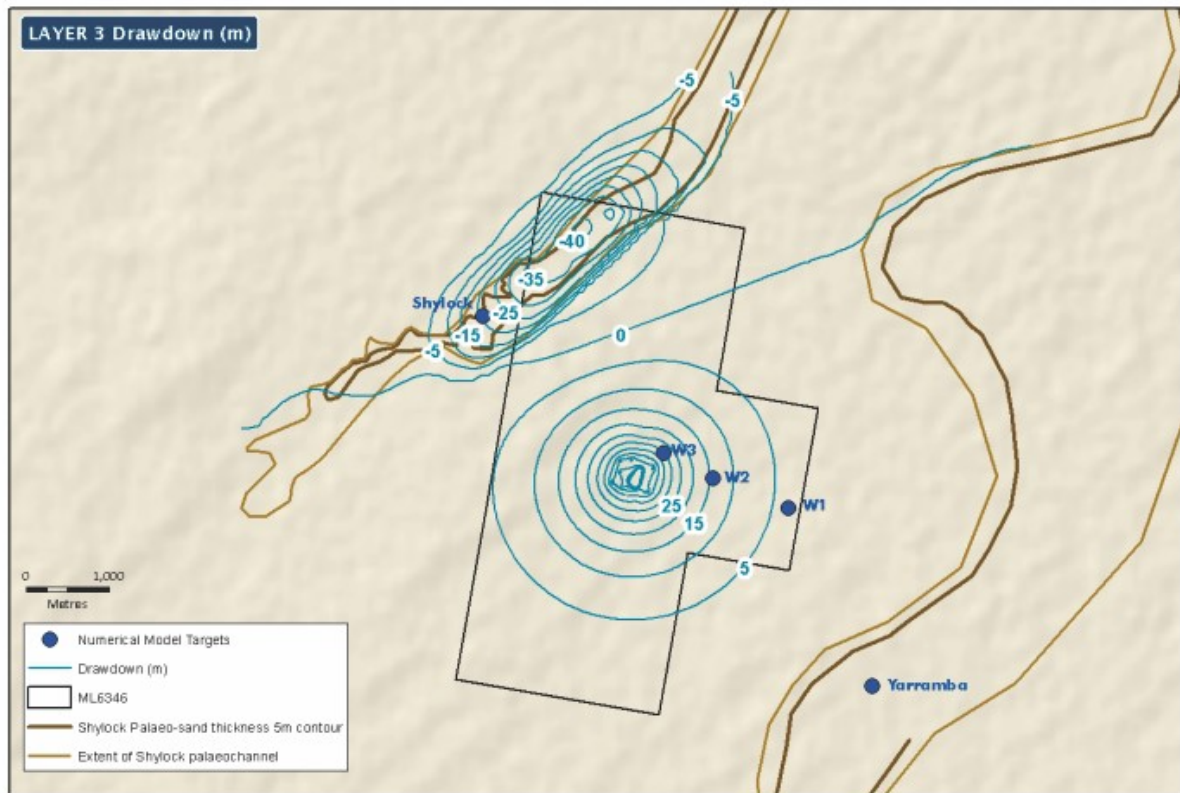 LAYER 3 Drawdown (m)
-5
-5
-40
-35
Shylock
-25
-15
0
-5
W3
W2
25
W1
15
5
0 1,000
Metres
Numerical Model Targets
Drawdown (m)
ML6346
Shylock Palaeo-sand thickness 5m contour
Extent of Shylock palaeochannel
Yarramba